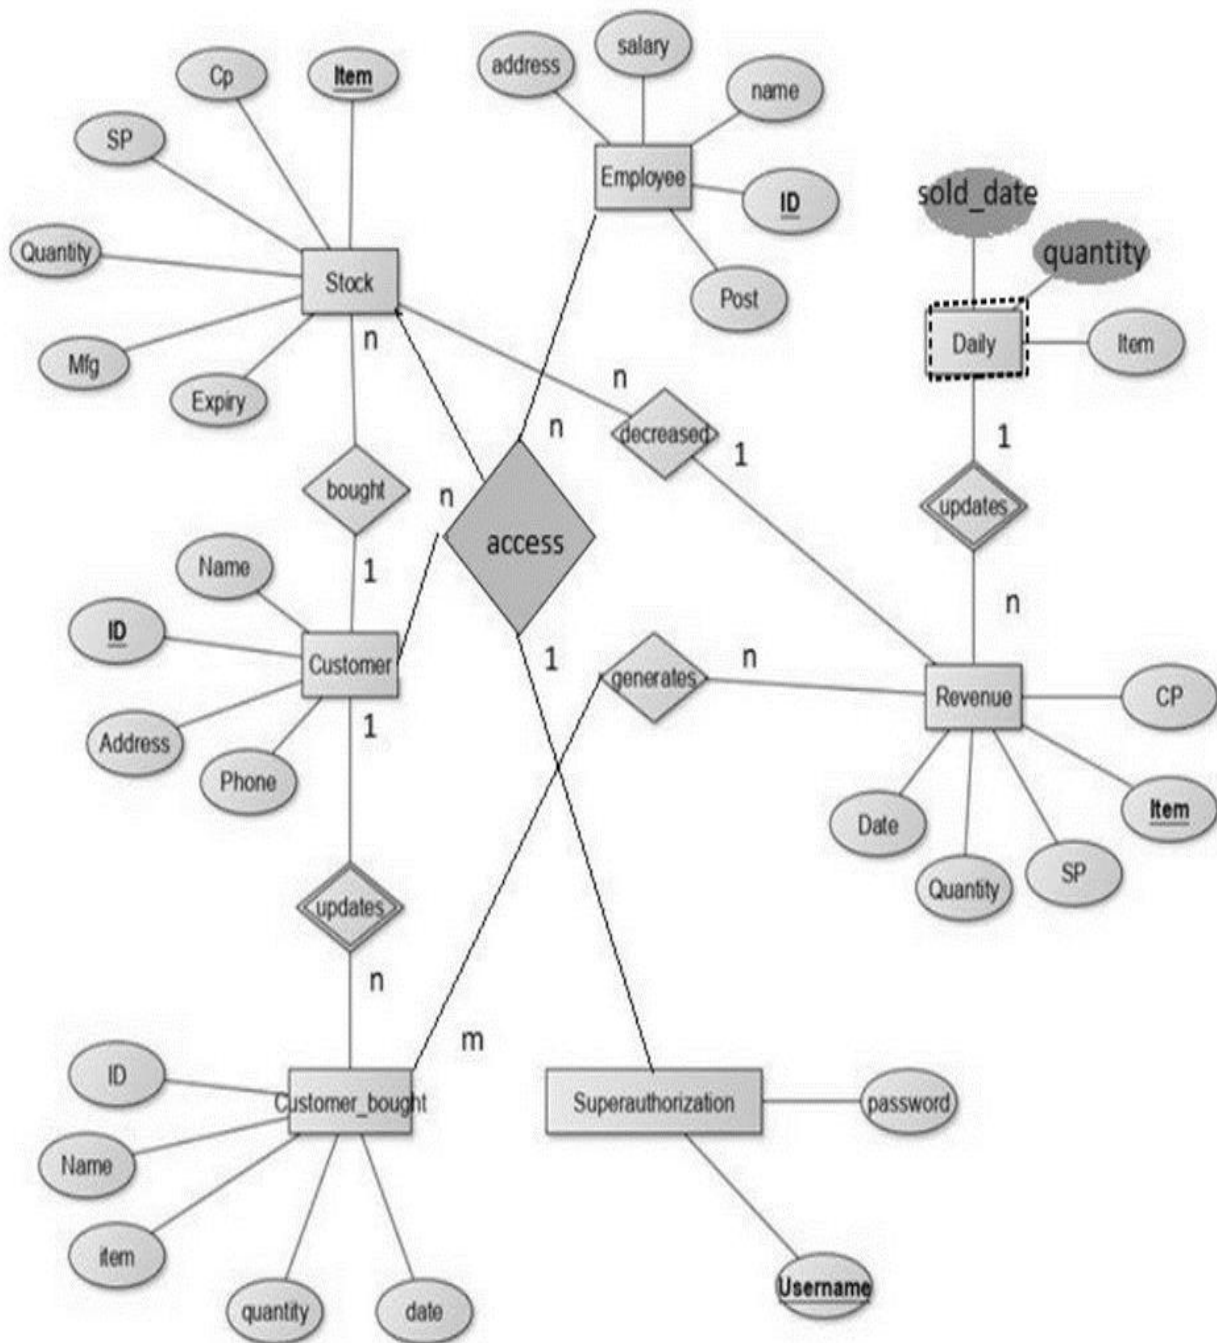 salary
address
Cp
Item
name
SP
Employee
ID
sold_date
Quantity
quantity
Stock
Post
n
Daily
Item
Mfg
n
Expiry
n
decreased
1
1
bought
n
updates
access
Name
1
n
ID
Customer
1
generates
n
Revenue
CP
1
Address
Phone
Date
Item
Quantity
SP
updates
n
m
ID
Customer_bought
Superauthorization
password
Name
item
quantity
date
Username